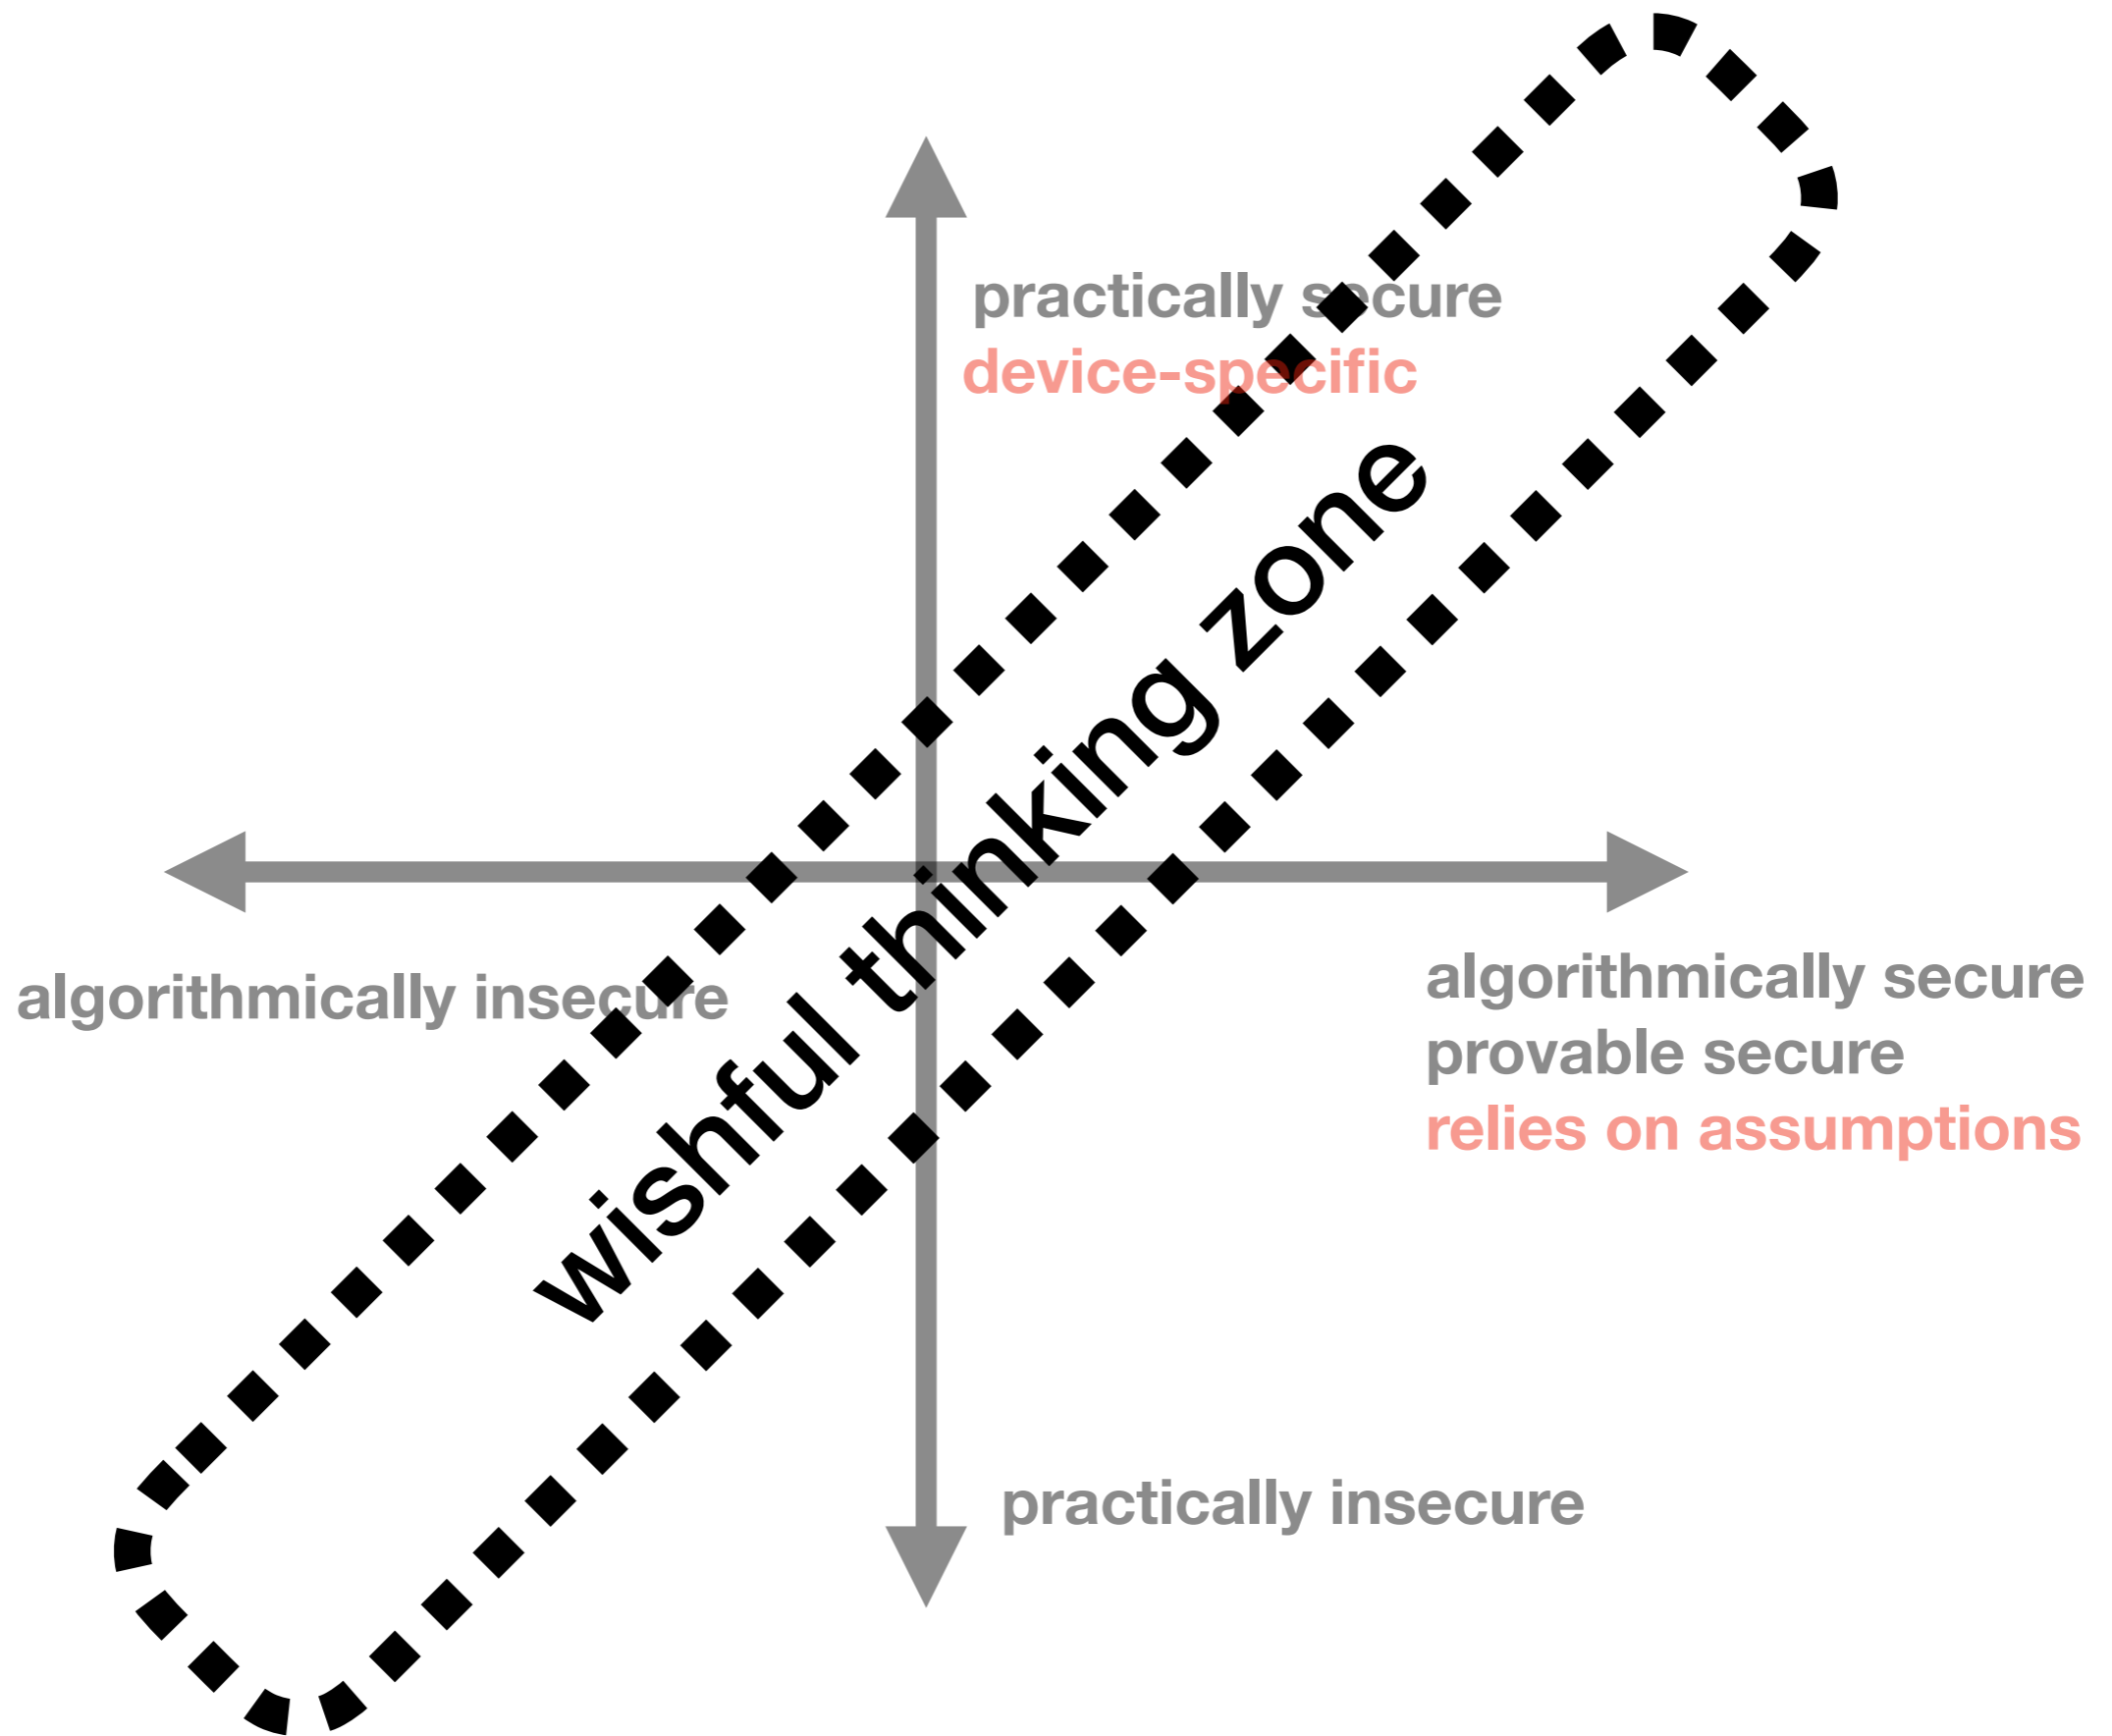 practically secure
device-specific
wishful thinking zone
algorithmically insecure
algorithmically secure
provable secure
relies on assumptions
practically insecure